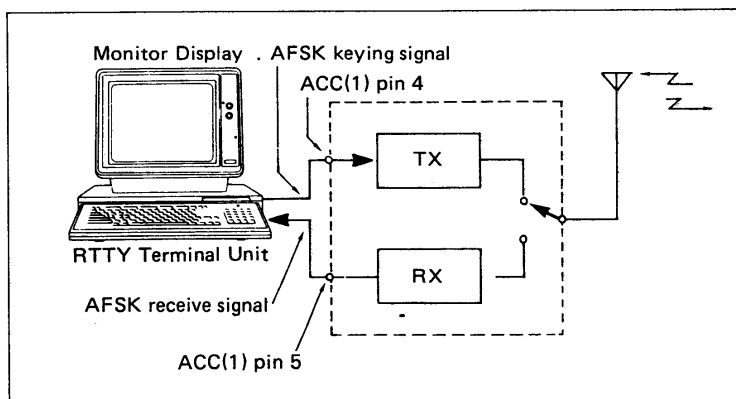 Monitor Display . AFSK keying signal
ACC(1) pin 4
TX
RTTY Terminal Unit
RX
AFSK receive signal
ACC(1) pin 5